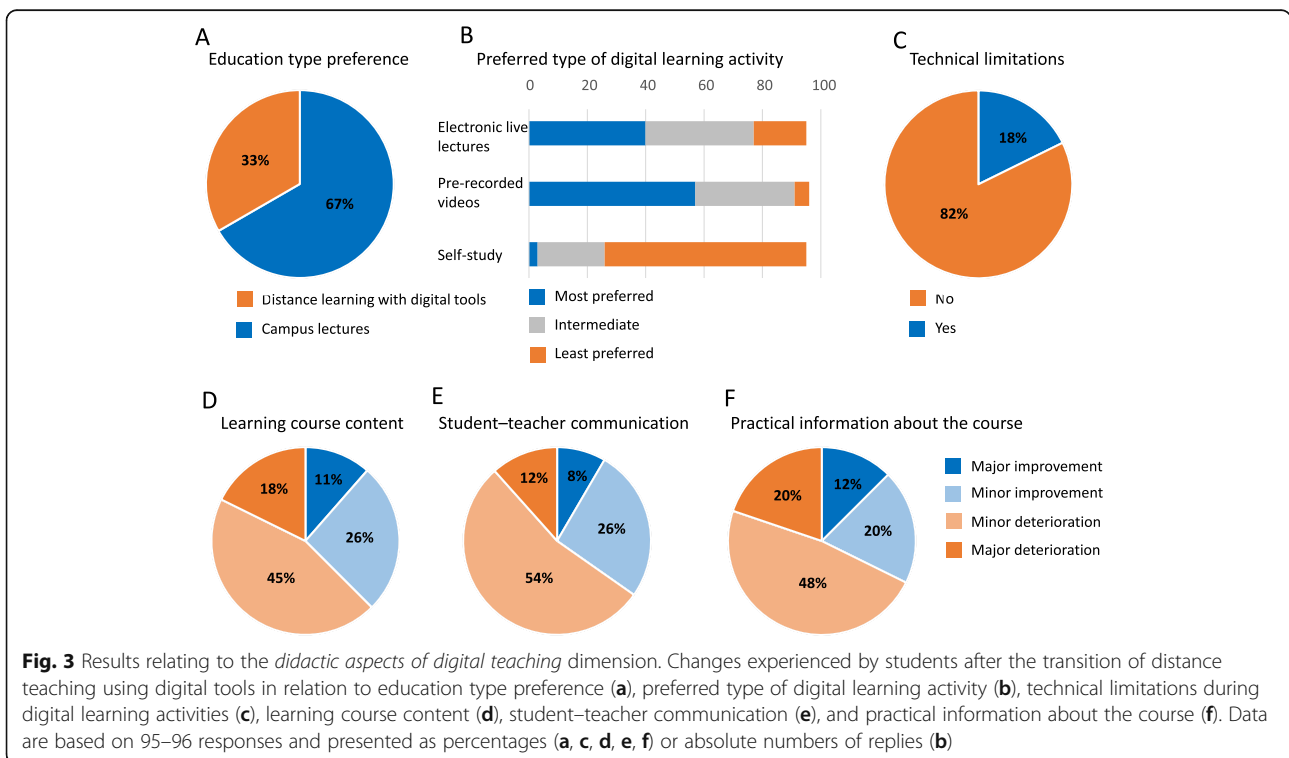 A
Education type preference
33%
67%
Distance learning with digital tools
Campus lectures
B
Preferred type of digital learning activity
0 20 40 60 80 100
Electronic live
lectures
Pre-recorded
videos
Self-study
Most preferred
Intermediate
Least preferred
C
Technical limitations
18%
82%
No
Yes
D
Learning course content
11%
18%
26%
45%
E
Student–teacher communication
8%
12%
26%
54%
F
Practical information about the course
12%
20%
20%
48%
Major improvement
Minor improvement
Minor deterioration
Major deterioration
Fig. 3 Results relating to the didactic aspects of digital teaching dimension. Changes experienced by students after the transition of distance
teaching using digital tools in relation to education type preference (a), preferred type of digital learning activity (b), technical limitations during
digital learning activities (c), learning course content (d), student–teacher communication (e), and practical information about the course (f). Data
are based on 95–96 responses and presented as percentages (a, c, d, e, f) or absolute numbers of replies (b)